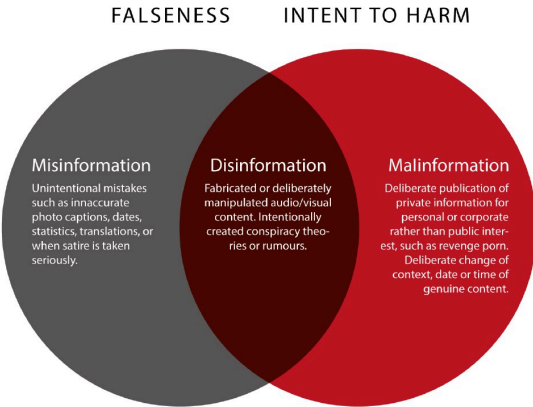 FALSENESS
INTENT TO HARM
Misinformation
Unintentional mistakes
such as innaccurate
photo captions, dates,
statistics, translations, or
when satire is taken
seriously.
Disinformation
Fabricated or deliberately
manipulated audio/visual
content. Intentionally
created conspiracy theo-
ries or rumours.
Malinformation
Deliberate publication of
private information for
personal or corporate
rather than public inter-
est, such as revenge porn.
Deliberate change of
context, date or time of
genuine content.